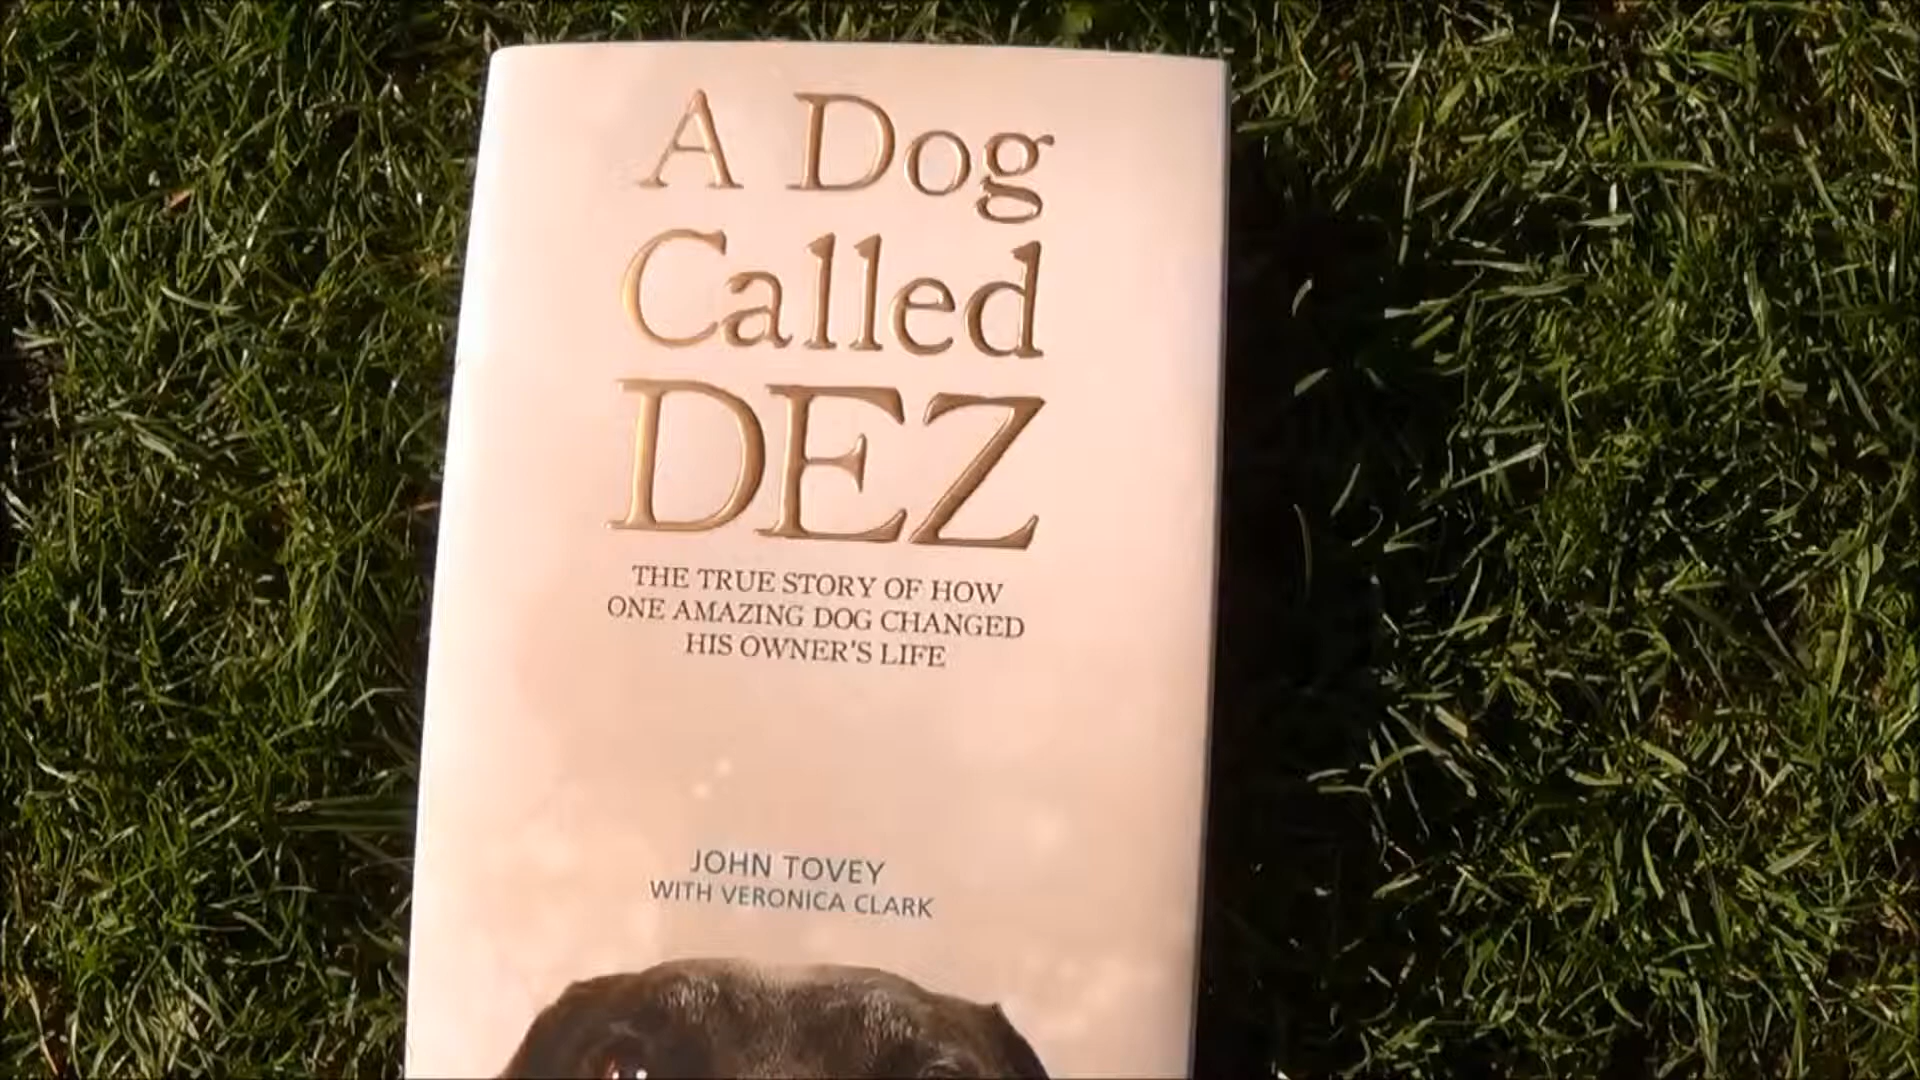 A Dog
Called
DEZ
THE TRUE STORY OF HOW
ONE AMAZING DOG CHANGED
HIS OWNER'S LIFE
JOHN TOVEY
WITH VERONICA CLARK